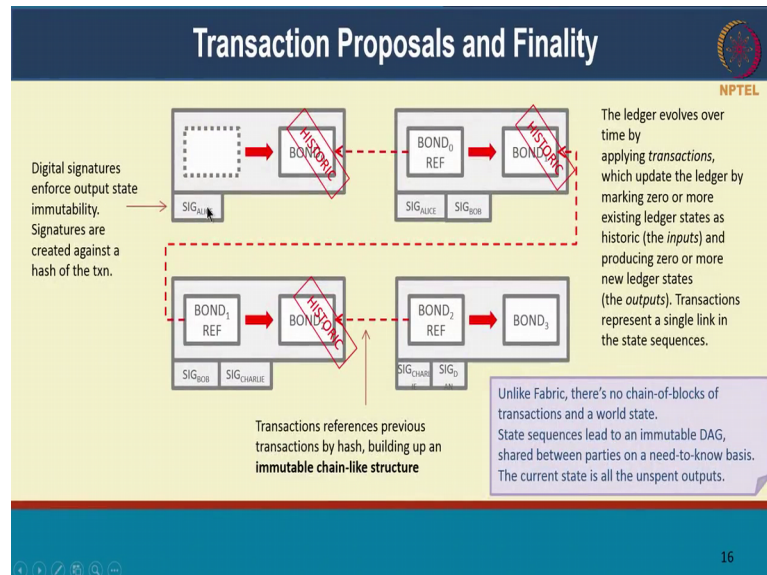 Transaction Proposals and Finality
NPTEL
Digital signatures
enforce output state
immutability.
Signatures are
created against a
hash of the txn.
HISTORIC
SIG
BOND0
REF
HISTORIC
SIGALICE
SIGBOB
BOND1
REF
HISTORIC
SIGBOB
SIGCHARLIE
BOND2
REF
BOND3
Transactions references previous
transactions by hash, building up an
immutable chain-like structure
The ledger evolves over
time by
applying transactions,
which update the ledger by
marking zero or more
existing ledger states as
historic (the inputs) and
producing zero or more
new ledger states
(the outputs). Transactions
represent a single link in
the state sequences.
Unlike Fabric, there's no chain-of-blocks of
transactions and a world state.
State sequences lead to an immutable DAG,
shared between parties on a need-to-know basis.
The current state is all the unspent outputs.
16